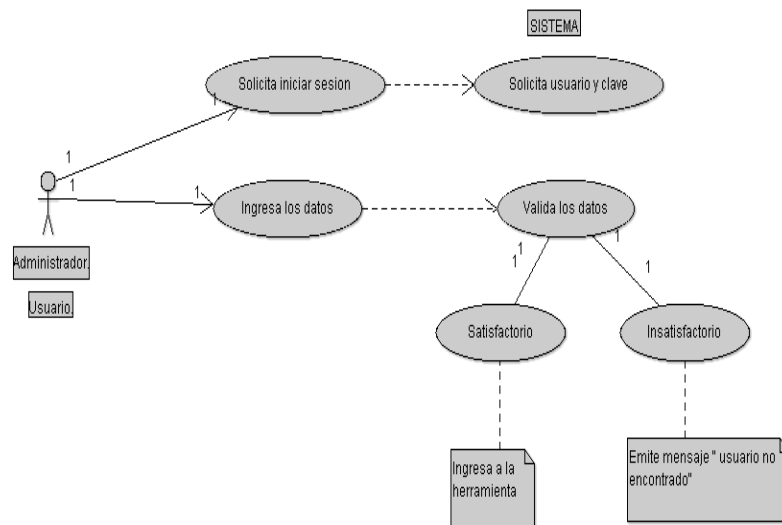 SISTEMA
Solicita iniciar sesion
Solicita usuario y clave
1
1
1
1
Ingresa los datos
Valida los datos
Administrador.
Usuario.
1
1
1
1
Satisfactorio
Insatisfactorio
Ingresa a la
herramienta
Emite mensaje " usuario no
encontrado"